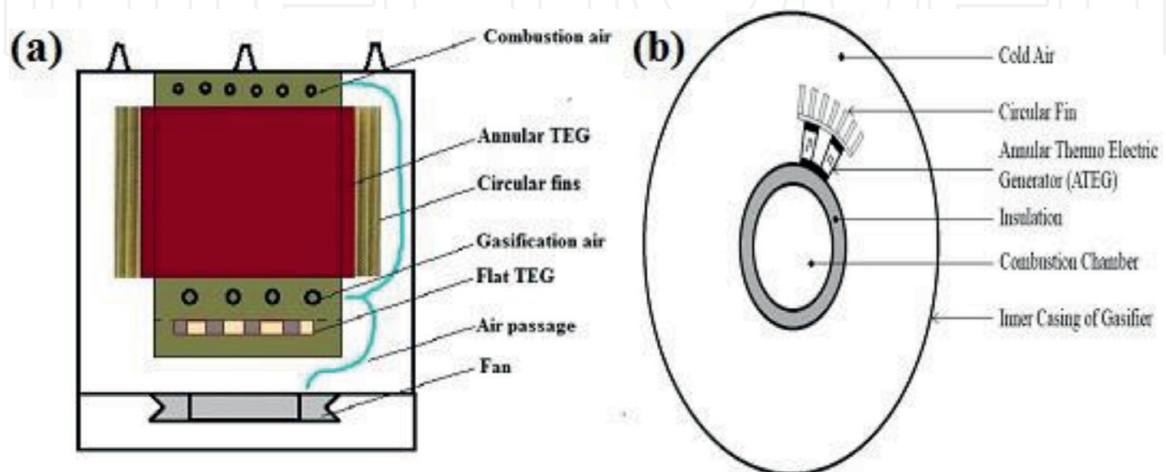 (a)
Combustion air
Annular TEG
Circular fins
Gasification air
Flat TEG
Air passage
Fan
(b)
Cold Air
Circular Fin
Annular Thermo Electric
Generator (ATEG)
Insulation
Combustion Chamber
Inner Casing of Gasifier